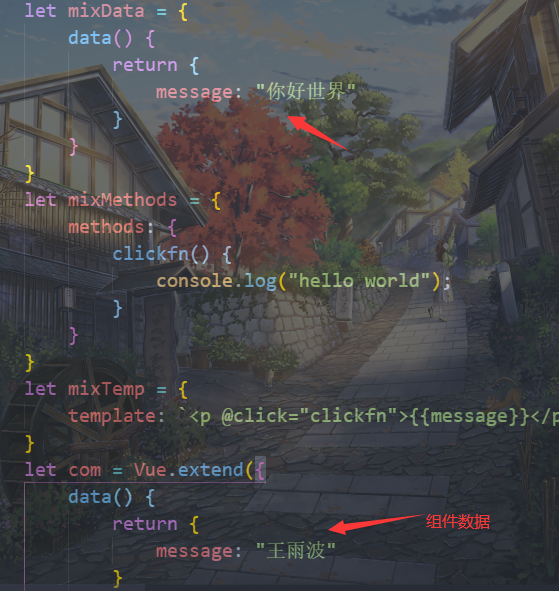 let mixData = {
data() {
return {
message: "你好世界"
}
}
}
let mixMethods = {
methods: {
clickfn() {
console.log("hello world");
}
}
}
let mixTemp = {
template: `<p @click="clickfn">{{message}}</p
}
let com = Vue.extend({
data() {
return {
组件数据
message: "王雨波"
}